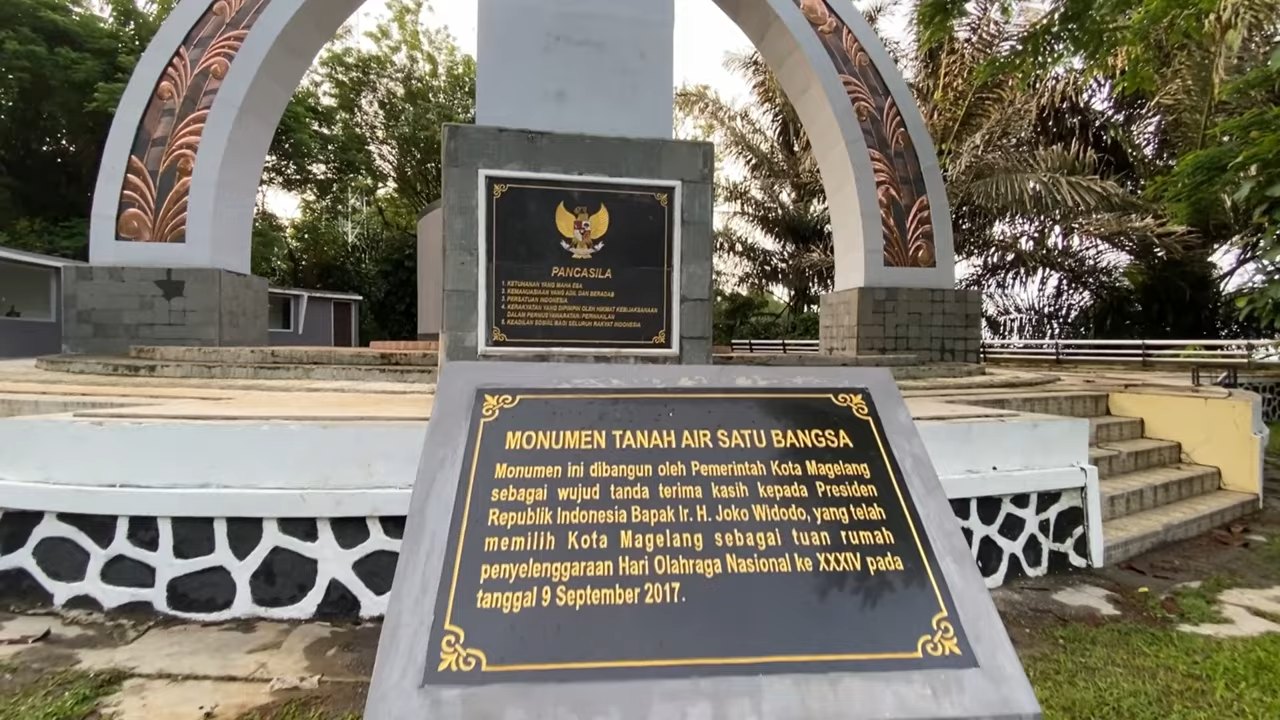 PANCASILA
1. KETUHANAN YANG MAHA ESA
2. KEMANUSIAAN YANG ADIL DAN BERADAB
3. PERSATUAN INDONESIA
4. KERAKYATAN YANG DIPIMPIN OLEH HIKMAT KEBIJAKSANAAN
DALAM PERMUSYAWARATAN/PERWAKILAN
5. KEADILAN SOSIAL BAGI SELURUH RAKYAT INDONESIA
MONUMEN TANAH AIR SATU BANGSA
Monumen ini dibangun oleh Pemerintah Kota Magelang
sebagai wujud tanda terima kasih kepada Presiden
Republik Indonesia Bapak Ir. H. Joko Widodo, yang telah
memilih Kota Magelang sebagai tuan rumah
penyelenggaraan Hari Olahraga Nasional ke XXXIV pada
tanggal 9 September 2017.